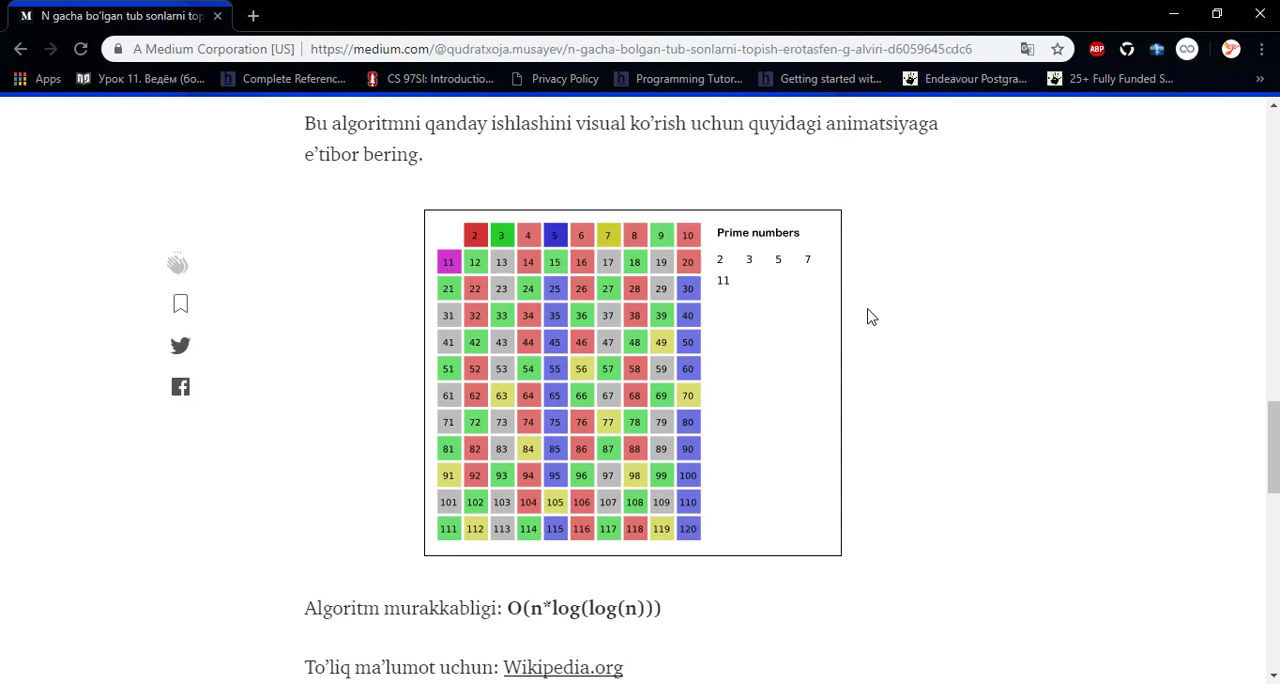 N gacha bo'lgan tub sonlarni top
A Medium Corporation [US] | https://medium.com/@qudratxoja.musayev/n-gacha-bolgan-tub-sonlarni-topish-erotasfen-g-alviri-d6059645cdc6
ABP
Apps Урок 11. Ведём (бо... Complete Referenc... CS 97SI: Introductio... Privacy Policy Programming Tutor... Getting started wit... Endeavour Postgra... 25+ Fully Funded S... »
Bu algoritmni qanday ishlashini visual ko'rish uchun quyidagi animatsiyaga
e'tibor bering.
2 3 4 5 6 7 8 9 10 Prime numbers
11 12 13 14 15 16 17 18 19 20 2 3 5 7
21 22 23 24 25 26 27 28 29 30 11
31 32 33 34 35 36 37 38 39 40
41 42 43 44 45 46 47 48 49 50
51 52 53 54 55 56 57 58 59 60
61 62 63 64 65 66 67 68 69 70
71 72 73 74 75 76 77 78 79 80
81 82 83 84 85 86 87 88 89 90
91 92 93 94 95 96 97 98 99 100
101 102 103 104 105 106 107 108 109 110
111 112 113 114 115 116 117 118 119 120
Algoritm murakkabligi: O(n*log(log(n)))
To'liq ma'lumot uchun: Wikipedia.org